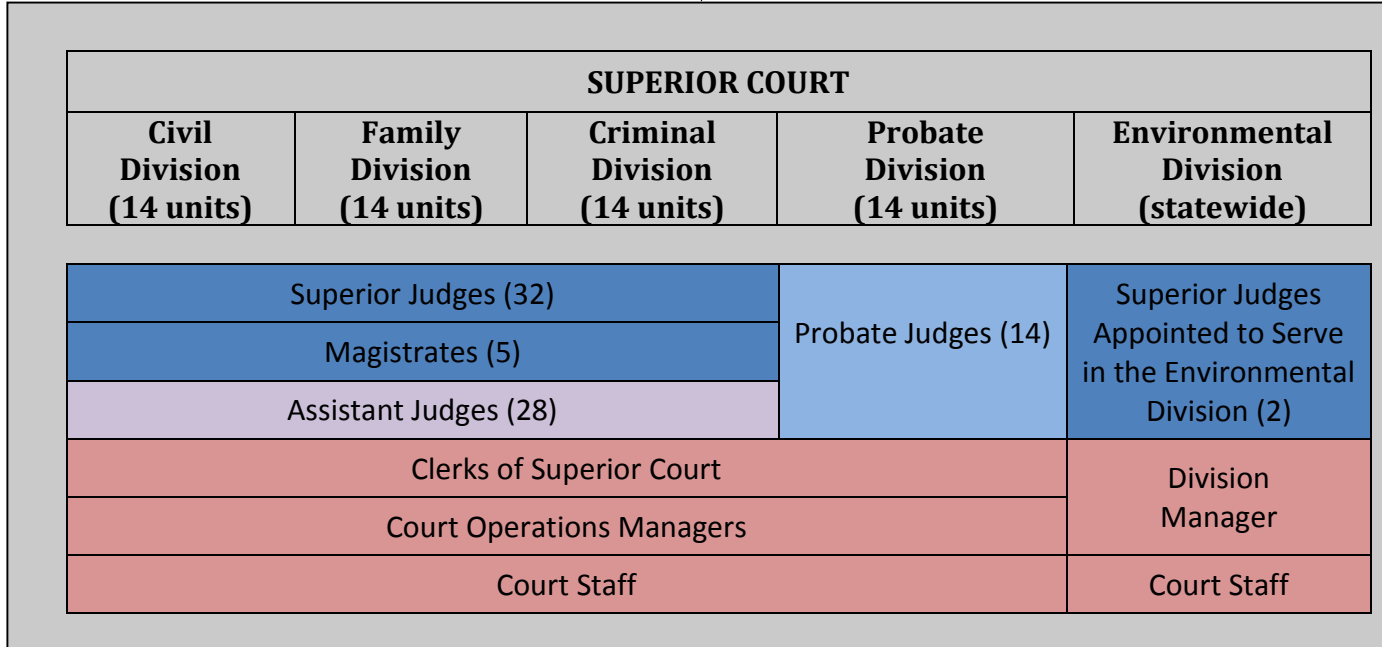 SUPERIOR COURT
Civil
Division
(14 units)
Family
Division
(14 units)
Criminal
Division
(14 units)
Probate
Division
(14 units)
Environmental
Division
(statewide)
Superior Judges (32)
Magistrates (5)
Assistant Judges (28)
Probate Judges (14)
Superior Judges
Appointed to Serve
in the Environmental
Division (2)
Clerks of Superior Court
Court Operations Managers
Division
Manager
Court Staff
Court Staff